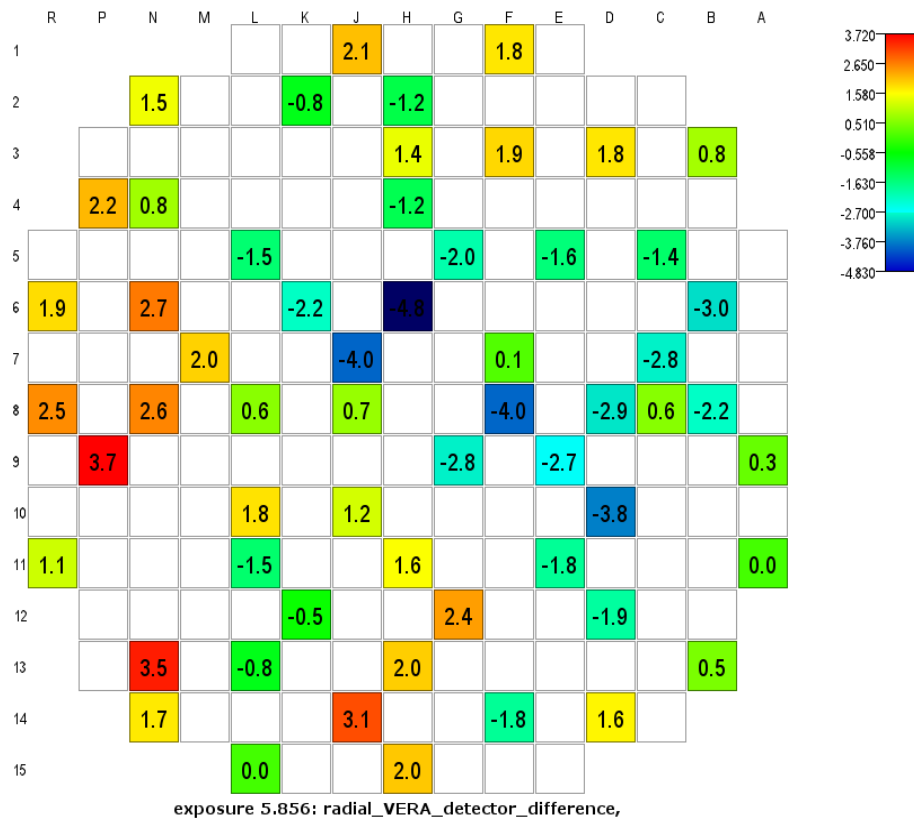 R P N M L K J H G F E D C B A
1 2.1 1.8 3.720
2.650
2 1.5 -0.8 -1.2 1.580
3 1.4 1.9 1.8 0.8 0.510
-0.558
4 2.2 0.8 -1.2 -1.630
-2.700
5 -1.5 -2.0 -1.6 -1.4 -3.760
-4.830
6 1.9 2.7 -2.2 -4.8 -3.0
7 2.0 -4.0 0.1 -2.8
8 2.5 2.6 0.6 0.7 -4.0 -2.9 0.6 -2.2
9 3.7 -2.8 -2.7 0.3
10 1.8 1.2 -3.8
11 1.1 -1.5 1.6 -1.8 0.0
12 -0.5 2.4 -1.9
13 3.5 -0.8 2.0 0.5
14 1.7 3.1 -1.8 1.6
15 0.0 2.0
exposure 5.856: radial_VERA_detector_difference,